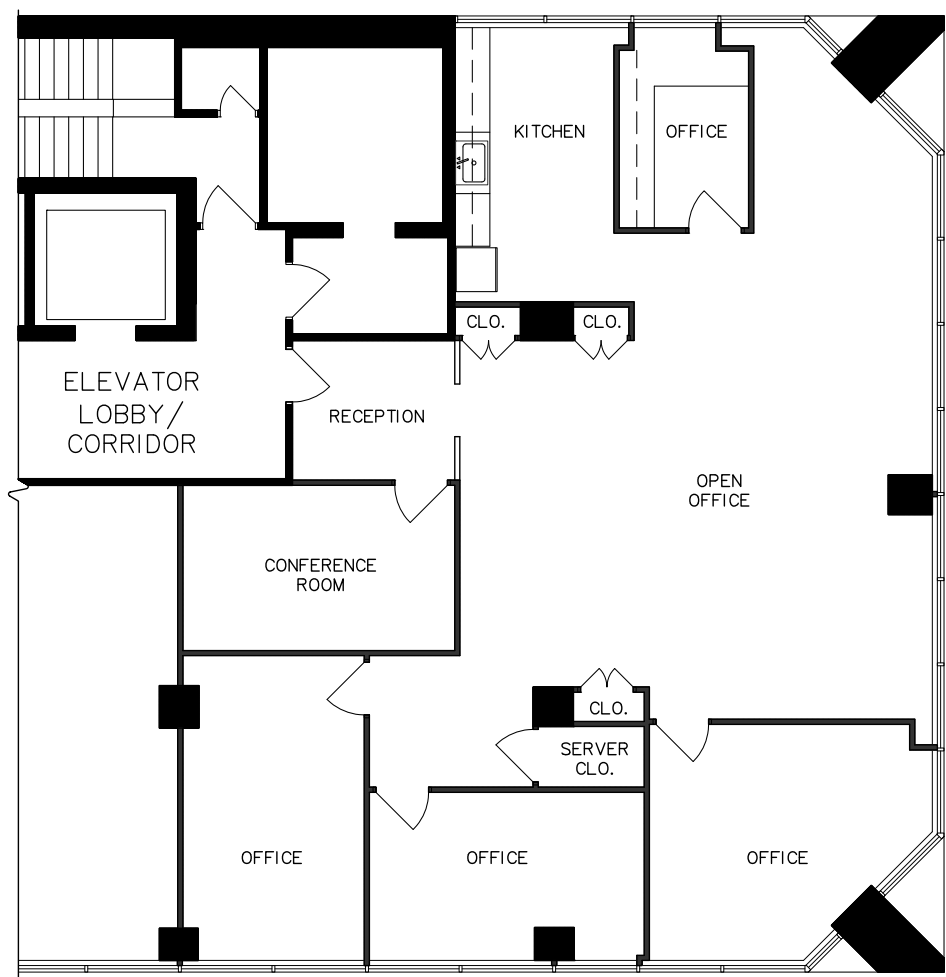 KITCHEN
OFFICE
CLO.
CLO.
ELEVATOR
LOBBY/
CORRIDOR
RECEPTION
OPEN
OFFICE
CONFERENCE
ROOM
CLO.
SERVER
CLO.
OFFICE
OFFICE
OFFICE